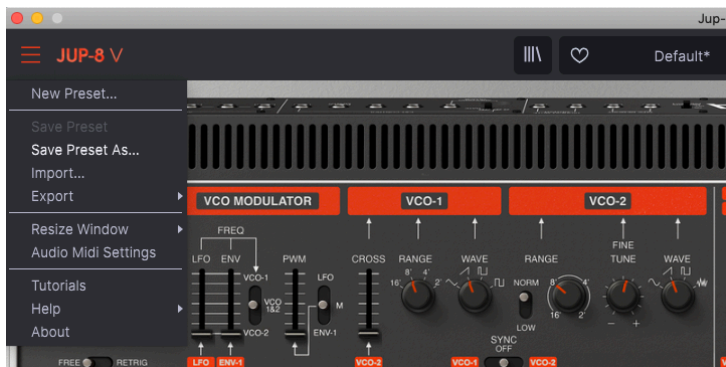 Jup-
JUP-8 V
Default*
New Preset...
Save Preset
Save Preset As...
Import...
Export
Resize Window
Audio Midi Settings
Tutorials
Help
About
VCO MODULATOR
VCO-1
VCO-2
FREQ
FINE
LFO ENV PWM CROSS RANGE WAVE RANGE TUNE WAVE
VCO-1 LFO 16' 8' 4' 2' NORM 8' 4'
VCO 1&2 M
VCO-2 ENV-1 LOW 16' 2' - +
SYNC
OFF
FREE RETRIG LFO ENV-1 VCO-2 VCO-1 VCO-2